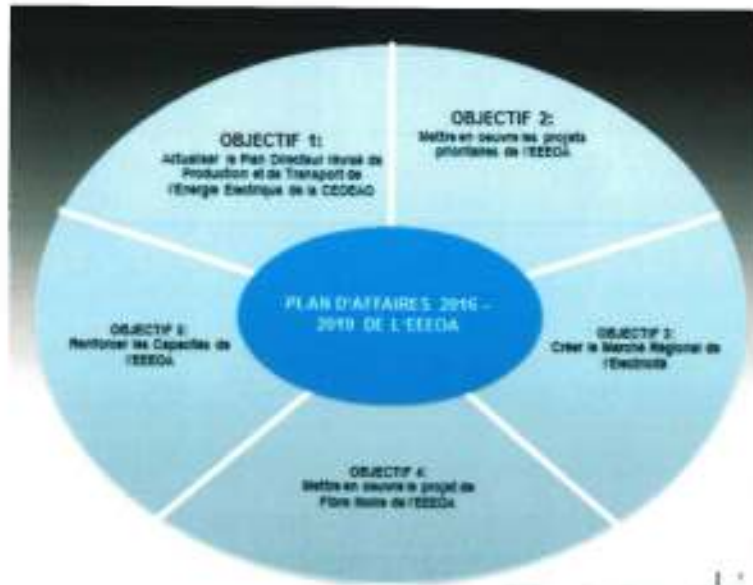 OBJECTIF 1:
Actualiser le Plan Directeur révisé de
Production et de Transport de
l'Energie Electrique de la CEDEAO
OBJECTIF 2:
Mettre en oeuvre les projets
prioritaires de l'EEEOA
PLAN D'AFFAIRES 2016 –
2019 DE L'EEEOA
OBJECTIF 5:
Renforcer les Capacités de
l'EEEOA
OBJECTIF 3:
Créer le Marché Régional de
l'Electricité
OBJECTIF 4:
Mettre en oeuvre le projet de
Fibre Noire de l'EEEOA